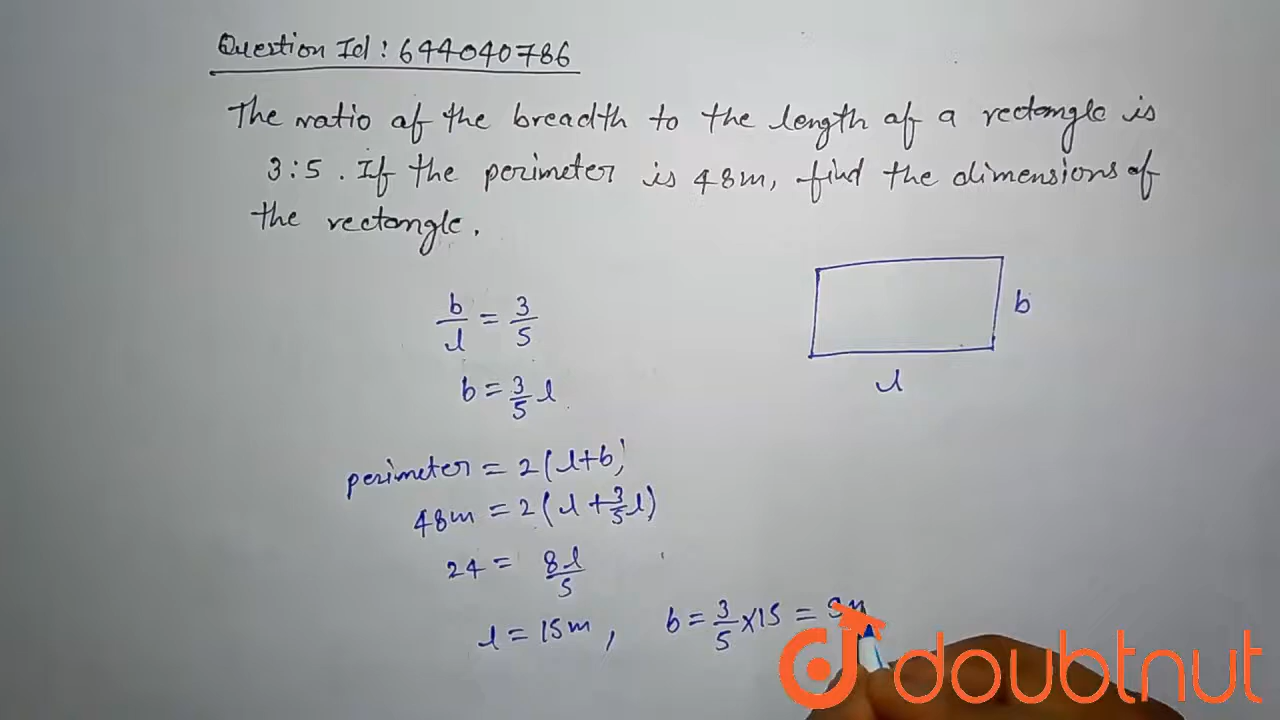 Question Id : 644040786
The ratio of the breadth to the length of a rectangle is
3:5 . If the perimeter is 48m, find the dimensions of
the rectangle.
b/l = 3/5
b = 3/5 l
b
l
perimeter = 2(l+b)
48m = 2(l + 3/5 l)
24 = 8l/5
l = 15m , b = 3/5 × 15 =
doubtnut